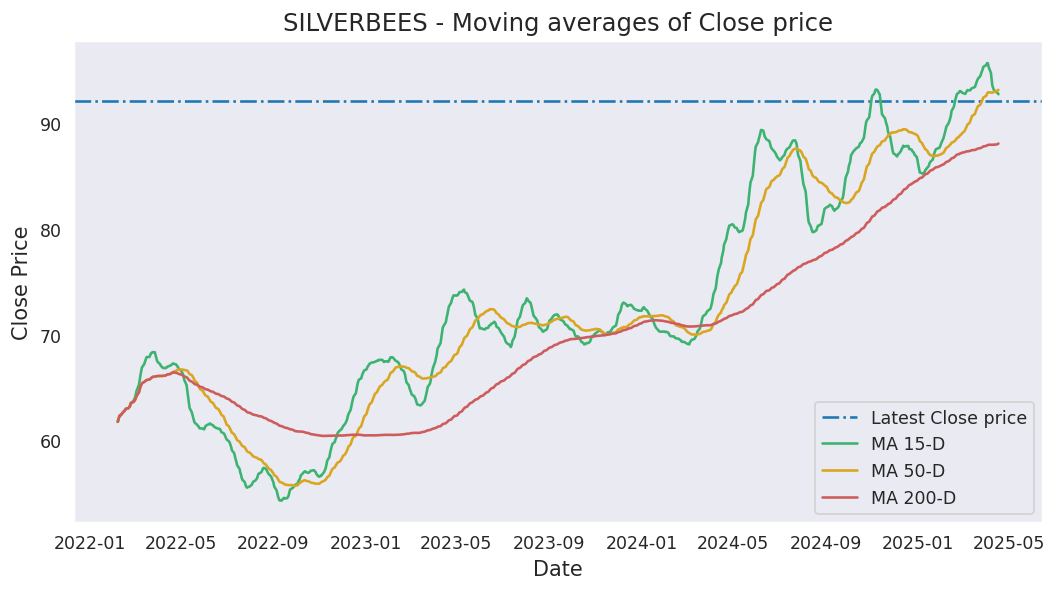 SILVERBEES - Moving averages of Close price
Close Price
90
80
70
60
Latest Close price
MA 15-D
MA 50-D
MA 200-D
2022-01 2022-05 2022-09 2023-01 2023-05 2023-09 2024-01 2024-05 2024-09 2025-01 2025-05
Date